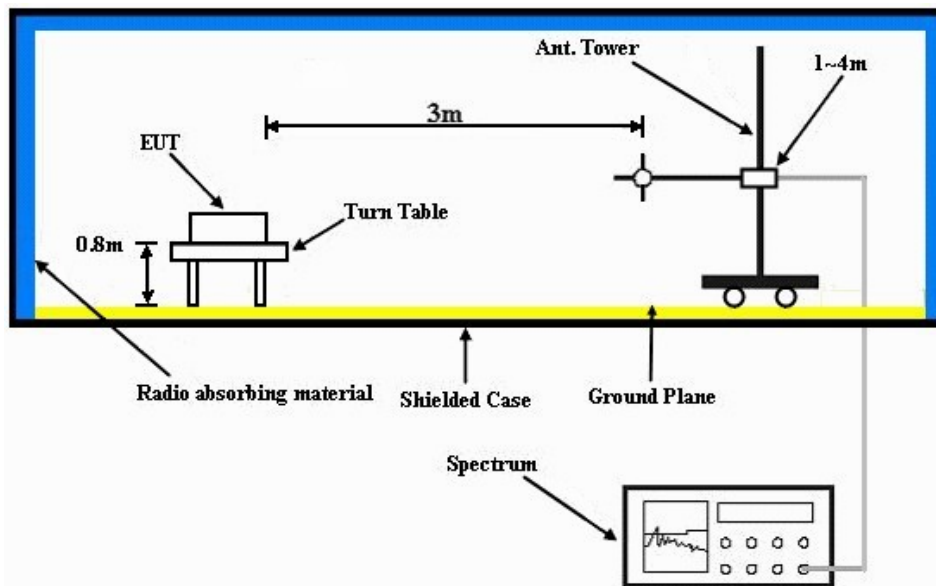 Ant. Tower
1~4m
3m
EUT
Turn Table
0.8m
Radio absorbing material
Shielded Case
Ground Plane
Spectrum